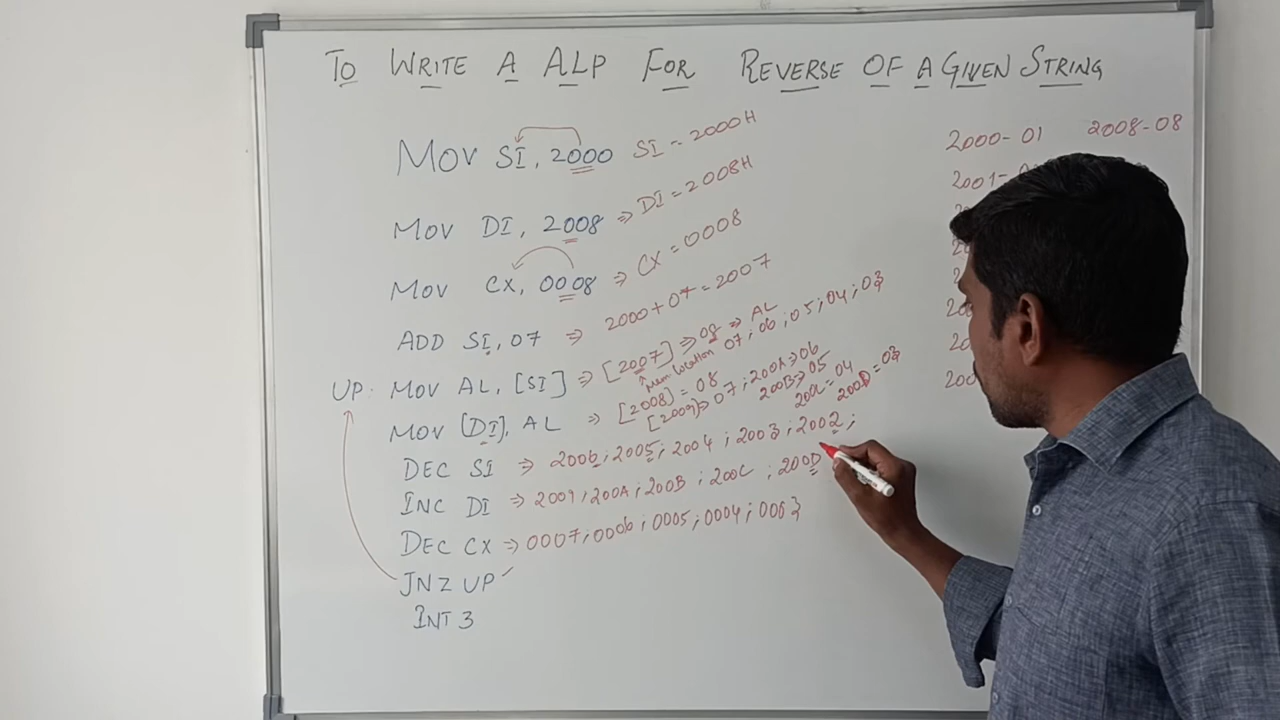 TO WRITE A ALP FOR REVERSE OF A GIVEN STRING
MOV SI, 2000 SI - 2000H
MOV DI, 2008 ⇒ DI = 2008H
MOV CX, 0008 ⇒ CX = 0008
ADD SI, 07 ⇒ 2000 + 07 = 2007
UP: MOV AL, [SI] ⇒ [2007] ⇒ 08 ⇒ AL
Mem location 07, 06, 05, 04, 03
MOV [DI], AL ⇒ [2008] = 08
[2009] ⇒ 07, 200A ⇒ 06
200B ⇒ 05
200C = 04
200D = 03
DEC SI ⇒ 2006, 2005, 2004, 2003, 2002,
INC DI ⇒ 2009, 200A, 200B, 200C, 200D
DEC CX ⇒ 0007, 0006, 0005, 0004, 0003
JNZ UP
INT 3
2000 - 01 2008 - 08
2001 -